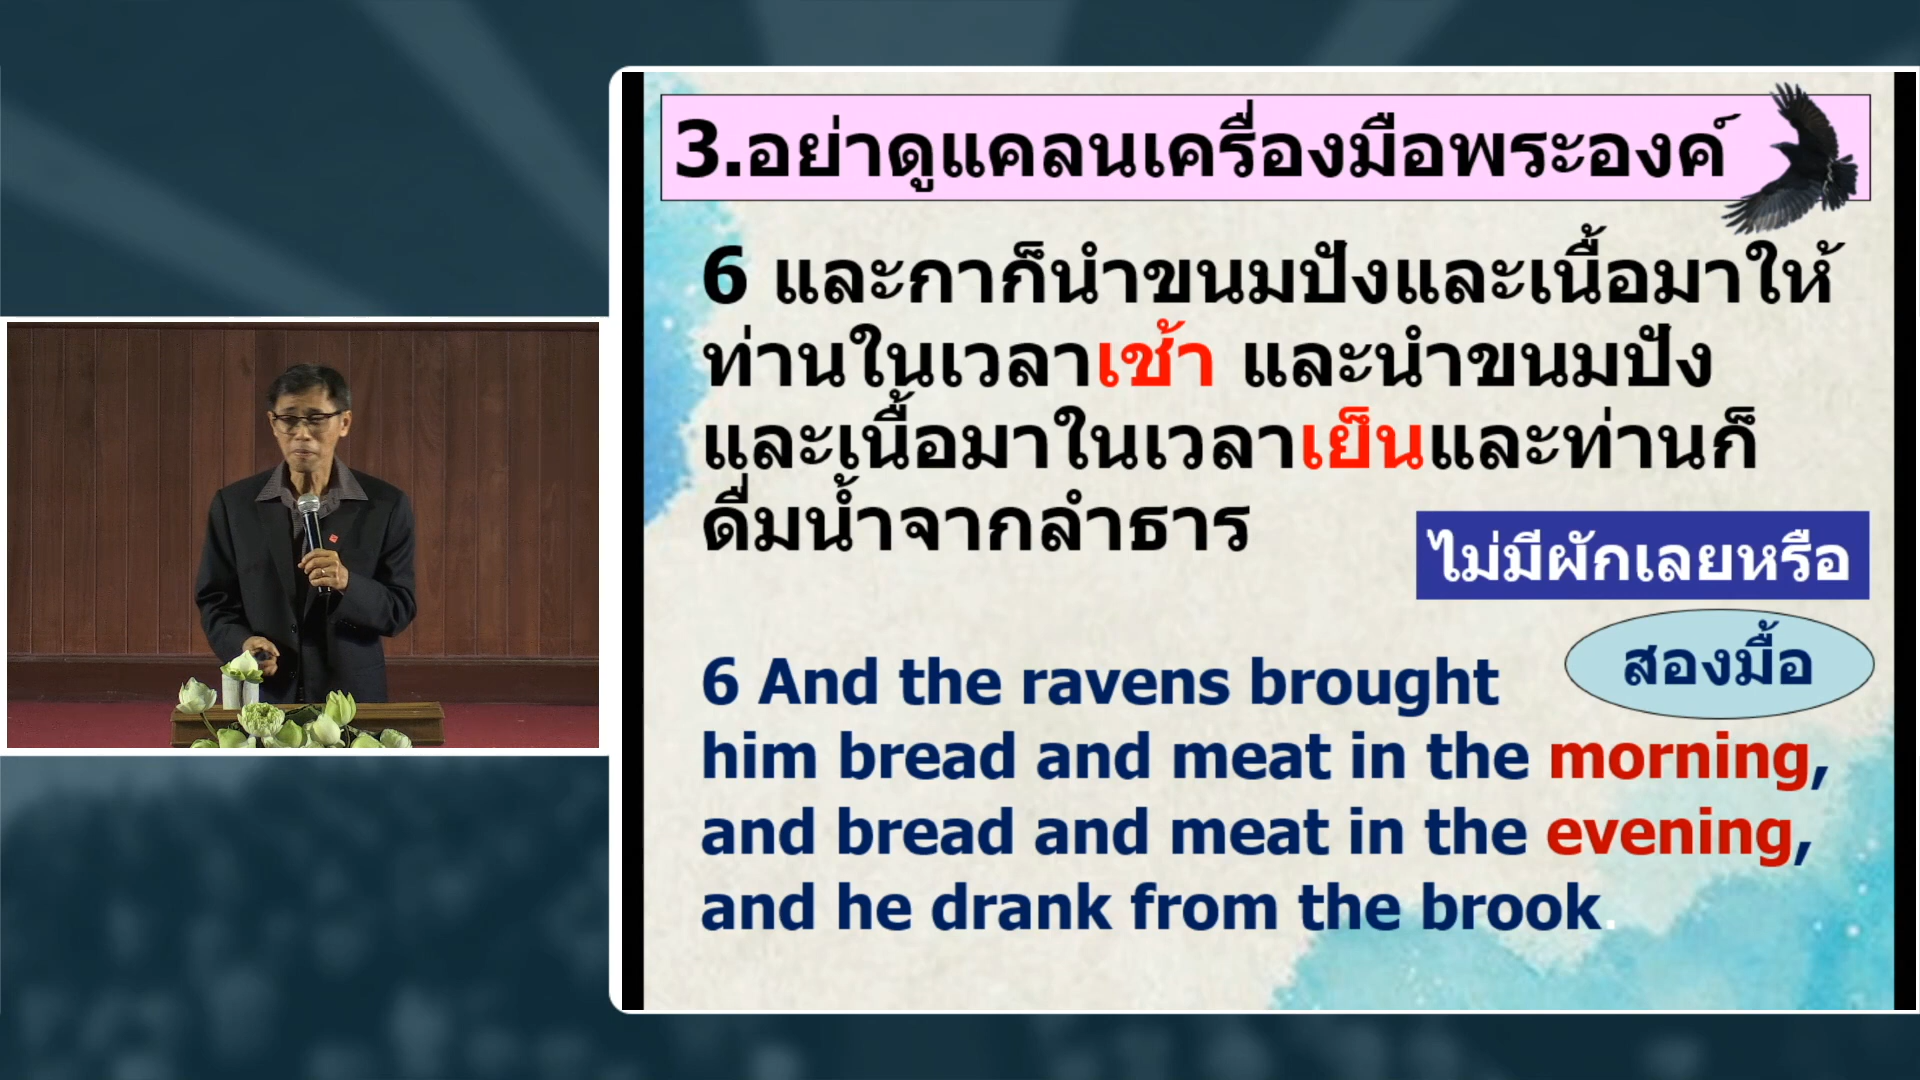 3.อย่าดูแคลนเครื่องมือพระองค์
6 และกาก็นำขนมปังและเนื้อมาให้
ท่านในเวลาเช้า และนำขนมปัง
และเนื้อมาในเวลาเย็นและท่านก็
ดื่มน้ำจากลำธาร
ไม่มีผักเลยหรือ
สองมื้อ
6 And the ravens brought
him bread and meat in the morning,
and bread and meat in the evening,
and he drank from the brook.